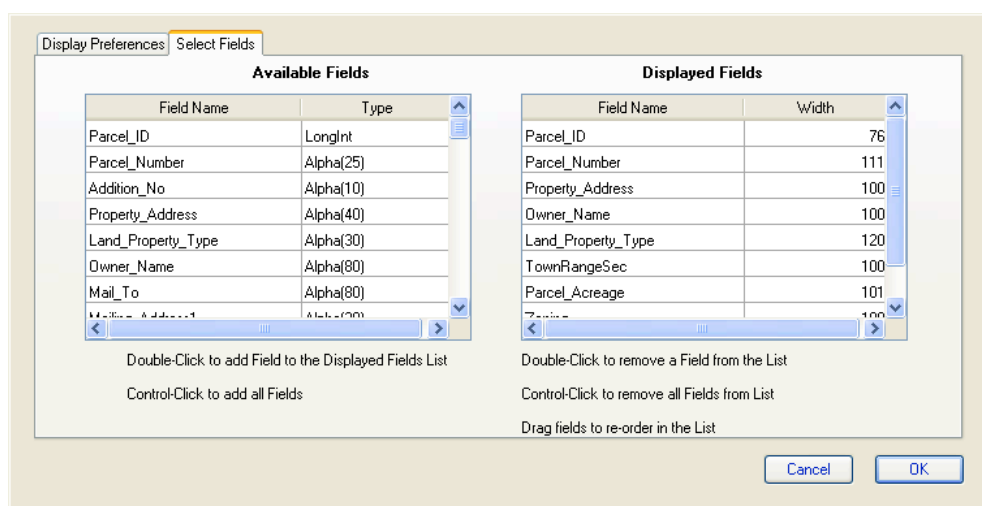 Display Preferences Select Fields
Available Fields Displayed Fields
Field Name Type Field Name Width
Parcel_ID LongInt Parcel_ID 76
Parcel_Number Alpha(25) Parcel_Number 111
Addition_No Alpha(10) Property_Address 100
Property_Address Alpha(40) Owner_Name 100
Land_Property_Type Alpha(30) Land_Property_Type 120
Owner_Name Alpha(80) TownRangeSec 100
Mail_To Alpha(80) Parcel_Acreage 101
Double-Click to add Field to the Displayed Fields List Double-Click to remove a Field from the List
Control-Click to add all Fields Control-Click to remove all Fields from List
Drag fields to re-order in the List
Cancel OK